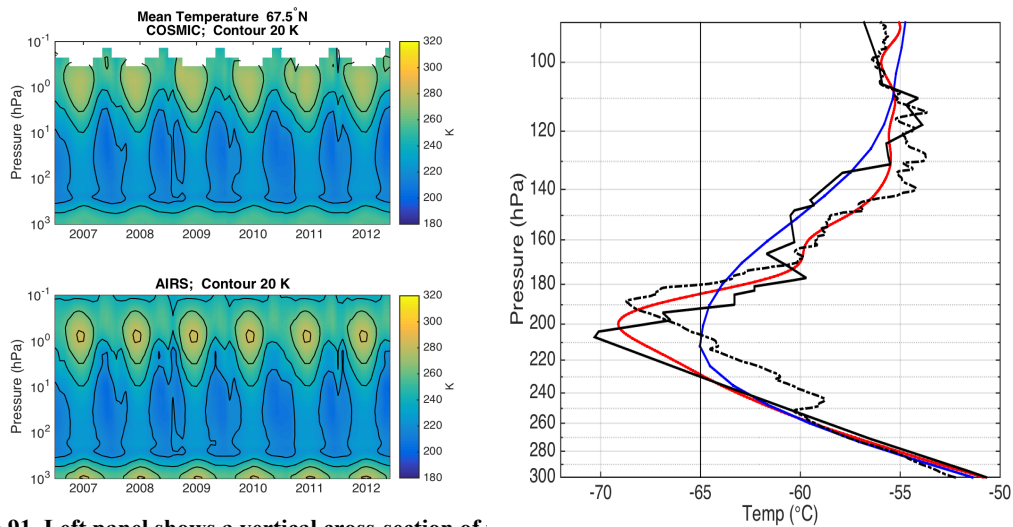 Mean Temperature 67.5°N
COSMIC; Contour 20 K
10-1
100
101
102
103
Pressure (hPa)
2007 2008 2009 2010 2011 2012
320
300
280
260
240
220
200
180
K
AIRS; Contour 20 K
10-1
100
101
102
103
Pressure (hPa)
2007 2008 2009 2010 2011 2012
320
300
280
260
240
220
200
180
K
91. Left panel shows a vertical cross-section of
100
120
140
160
180
200
220
240
260
280
300
Pressure (hPa)
-70 -65 -60 -55 -50
Temp (°C)